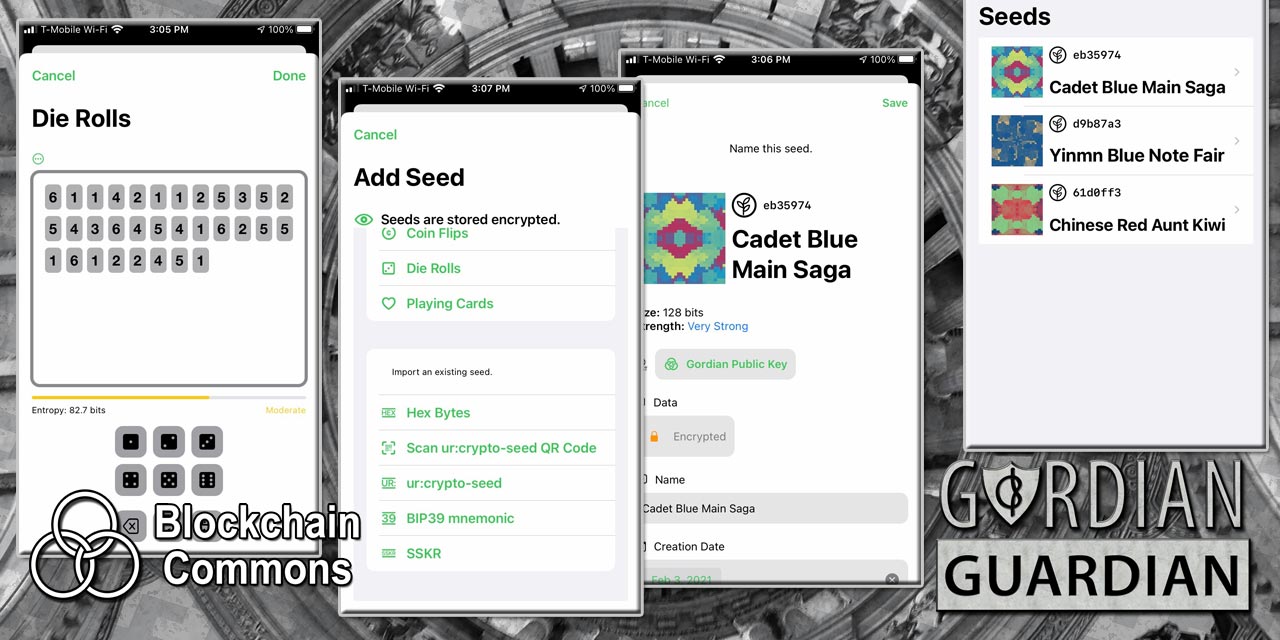 T-Mobile Wi-Fi 3:05 PM 100%
Cancel Done
Die Rolls
6 1 1 4 2 1 1 2 5 3 5 2
5 4 3 6 4 5 4 1 6 2 5 5
1 6 1 2 2 4 5 1
Entropy: 82.7 bits Moderate
Blockchain
Commons
T-Mobile Wi-Fi 3:07 PM 100%
Cancel
Add Seed
Seeds are stored encrypted.
Coin Flips
Die Rolls
Playing Cards
Import an existing seed.
HEX Hex Bytes
Scan ur:crypto-seed QR Code
UR: ur:crypto-seed
39 BIP39 mnemonic
SSKR
T-Mobile Wi-Fi 3:06 PM 100%
ancel Save
Name this seed.
eb35974
Cadet Blue
Main Saga
ze: 128 bits
rength: Very Strong
Gordian Public Key
Data
Encrypted
Name
Cadet Blue Main Saga
Creation Date
Feb 3, 2021
Seeds
eb35974
Cadet Blue Main Saga
d9b87a3
Yinmn Blue Note Fair
61d0ff3
Chinese Red Aunt Kiwi
GORDIAN
GUARDIAN